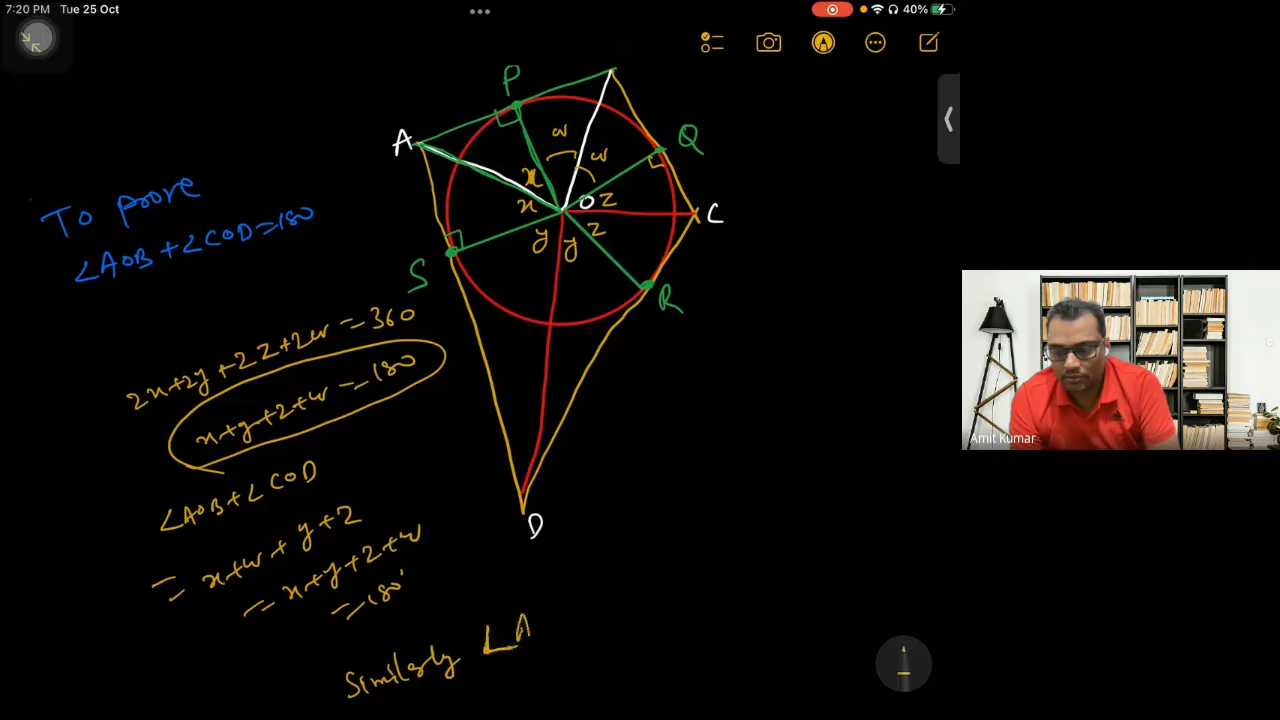 7:20 PM Tue 25 Oct
40%
P
A
w
w
Q
x
x
O
z
C
y
y
z
S
R
To prove
∠AOB+∠COD=180
2x+2y+2z+2w=360
x+y+z+w=180
∠AOB+∠COD
= x+w+y+z
= x+y+z+w
=180°
D
Similarly ∠A
Amit Kumar